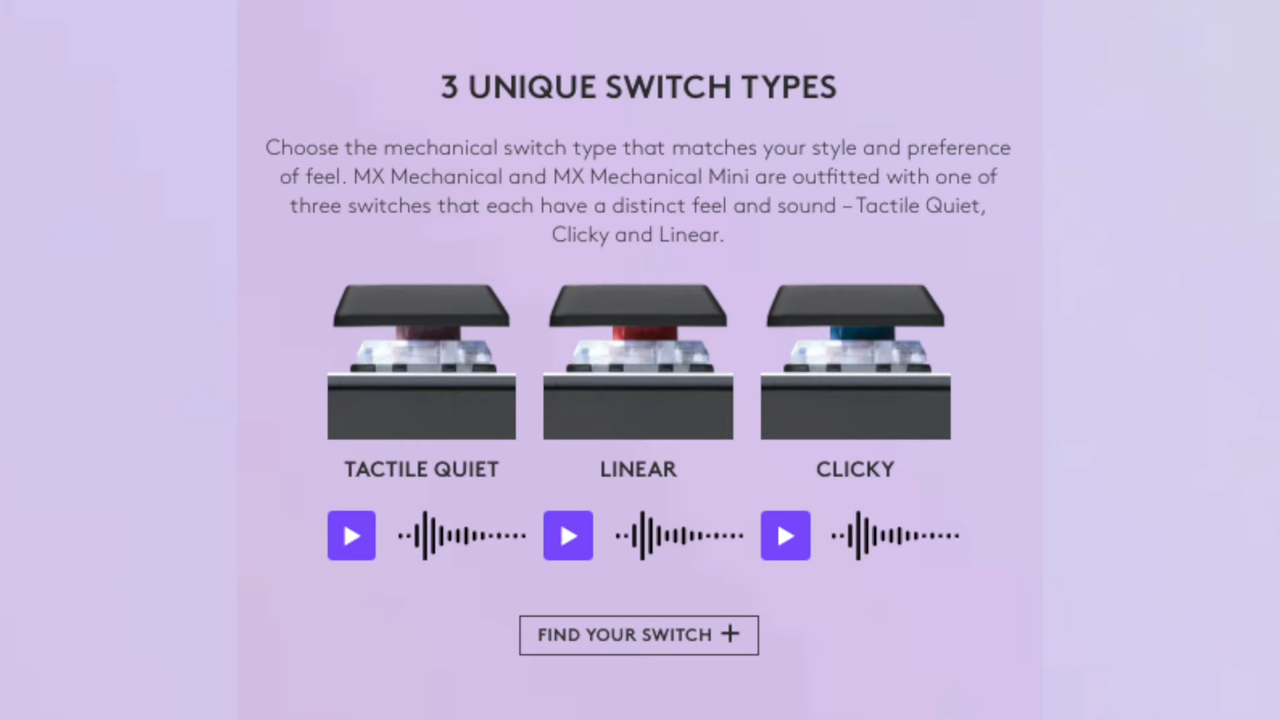 3 UNIQUE SWITCH TYPES
Choose the mechanical switch type that matches your style and preference
of feel. MX Mechanical and MX Mechanical Mini are outfitted with one of
three switches that each have a distinct feel and sound – Tactile Quiet,
Clicky and Linear.
TACTILE QUIET
LINEAR
CLICKY
FIND YOUR SWITCH +